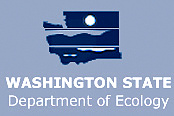 WASHINGTON STATE
Department of Ecology